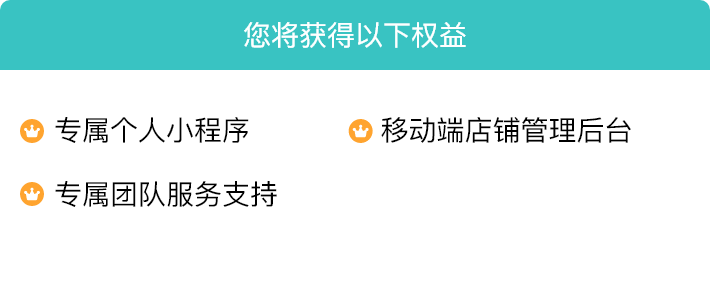 您将获得以下权益
专属个人小程序
移动端店铺管理后台
专属团队服务支持